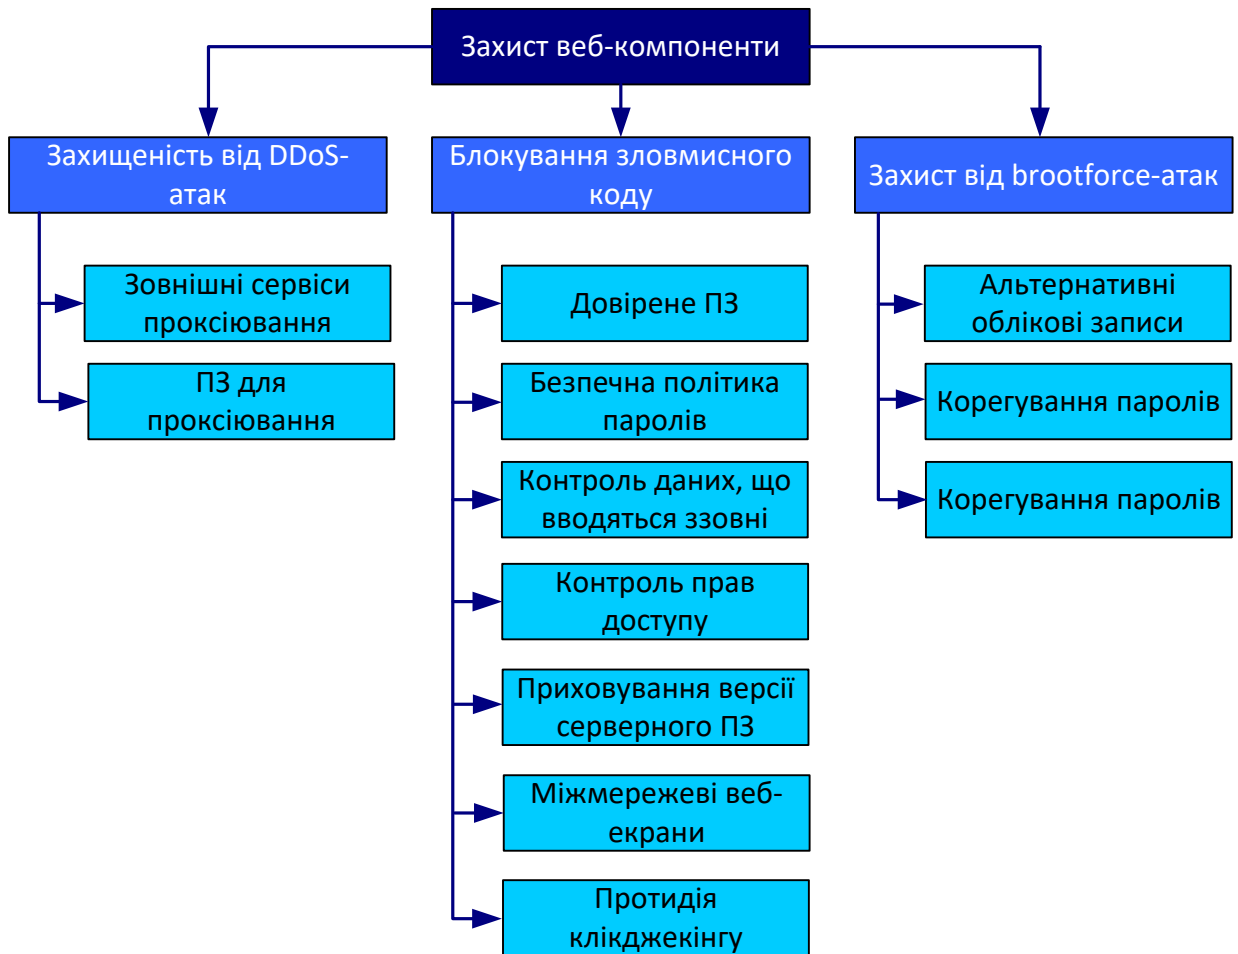 Захист веб-компоненти
Захищеність від DDoS-
атак
Блокування зловмисного
коду
Захист від brootforce-атак
Зовнішні сервіси
проксіювання
ПЗ для
проксіювання
Довірене ПЗ
Безпечна політика
паролів
Контроль даних, що
вводяться ззовні
Контроль прав
доступу
Приховування версії
серверного ПЗ
Міжмережеві веб-
екрани
Протидія
клікджекінгу
Альтернативні
облікові записи
Корегування паролів
Корегування паролів